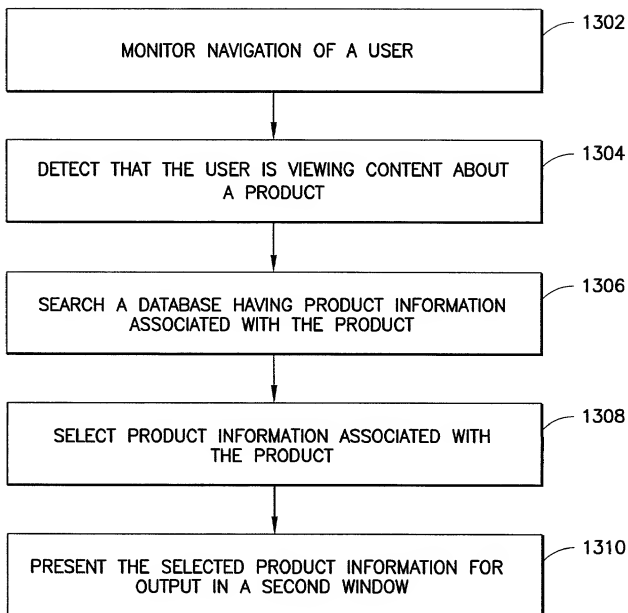 MONITOR NAVIGATION OF A USER
1302
DETECT THAT THE USER IS VIEWING CONTENT ABOUT
A PRODUCT
1304
SEARCH A DATABASE HAVING PRODUCT INFORMATION
ASSOCIATED WITH THE PRODUCT
1306
SELECT PRODUCT INFORMATION ASSOCIATED WITH
THE PRODUCT
1308
PRESENT THE SELECTED PRODUCT INFORMATION FOR
OUTPUT IN A SECOND WINDOW
1310